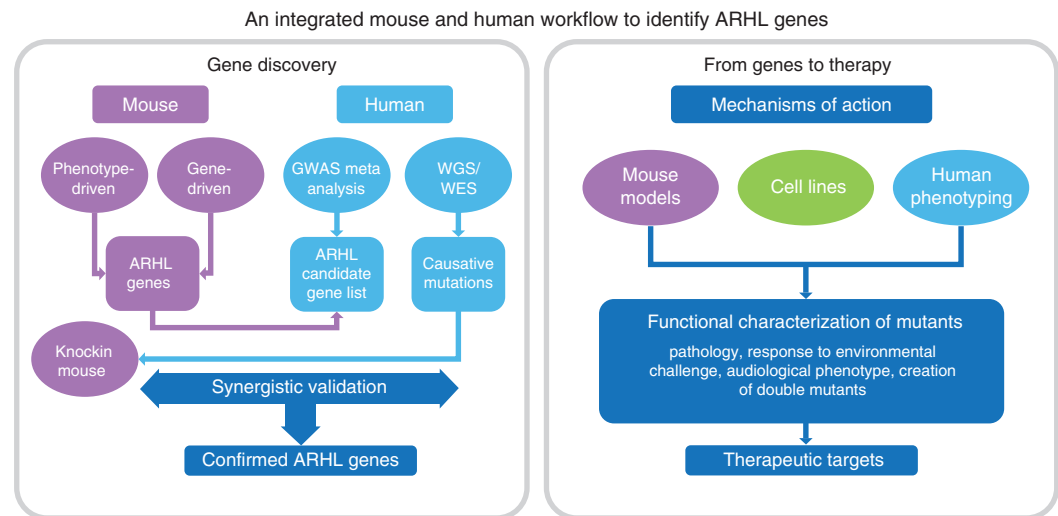 An integrated mouse and human workflow to identify ARHL genes
Gene discovery
Mouse
Human
Phenotype-
driven
Gene-
driven
GWAS meta
analysis
WGS/
WES
ARHL
genes
ARHL
candidate
gene list
Causative
mutations
Knockin
mouse
Synergistic validation
Confirmed ARHL genes
From genes to therapy
Mechanisms of action
Mouse
models
Cell lines
Human
phenotyping
Functional characterization of mutants
pathology, response to environmental
challenge, audiological phenotype, creation
of double mutants
Therapeutic targets